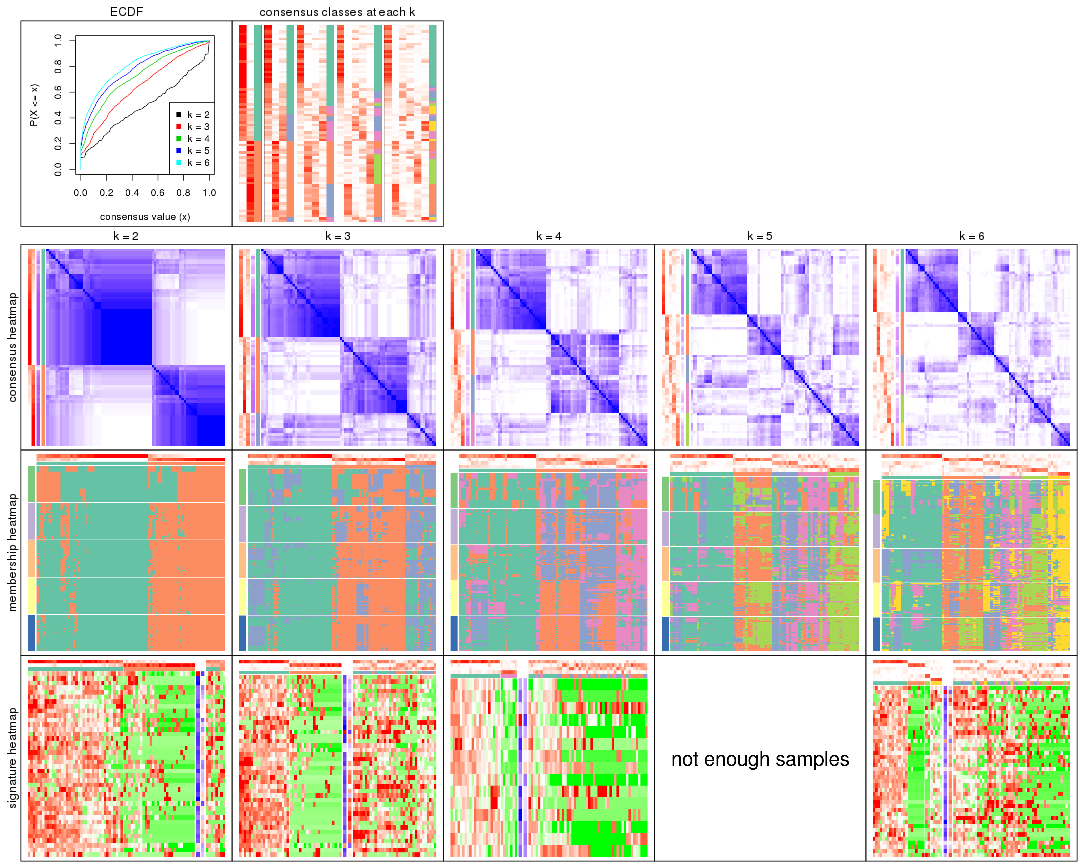 ECDF
consensus classes at each k
P(X <= x)
0.0 0.2 0.4 0.6 0.8 1.0
k = 2
k = 3
k = 4
k = 5
k = 6
0.0 0.2 0.4 0.6 0.8 1.0
consensus value (x)
k = 2
k = 3
k = 4
k = 5
k = 6
consensus heatmap
membership heatmap
signature heatmap
not enough samples